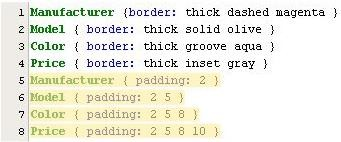 1 Manufacturer {border: thick dashed magenta }
2 Model { border: thick solid olive }
3 Color { border: thick groove aqua }
4 Price { border: thick inset gray }
5 Manufacturer { padding: 2 }
6 Model { padding: 2 5 }
7 Color { padding: 2 5 8 }
8 Price { padding: 2 5 8 10 }